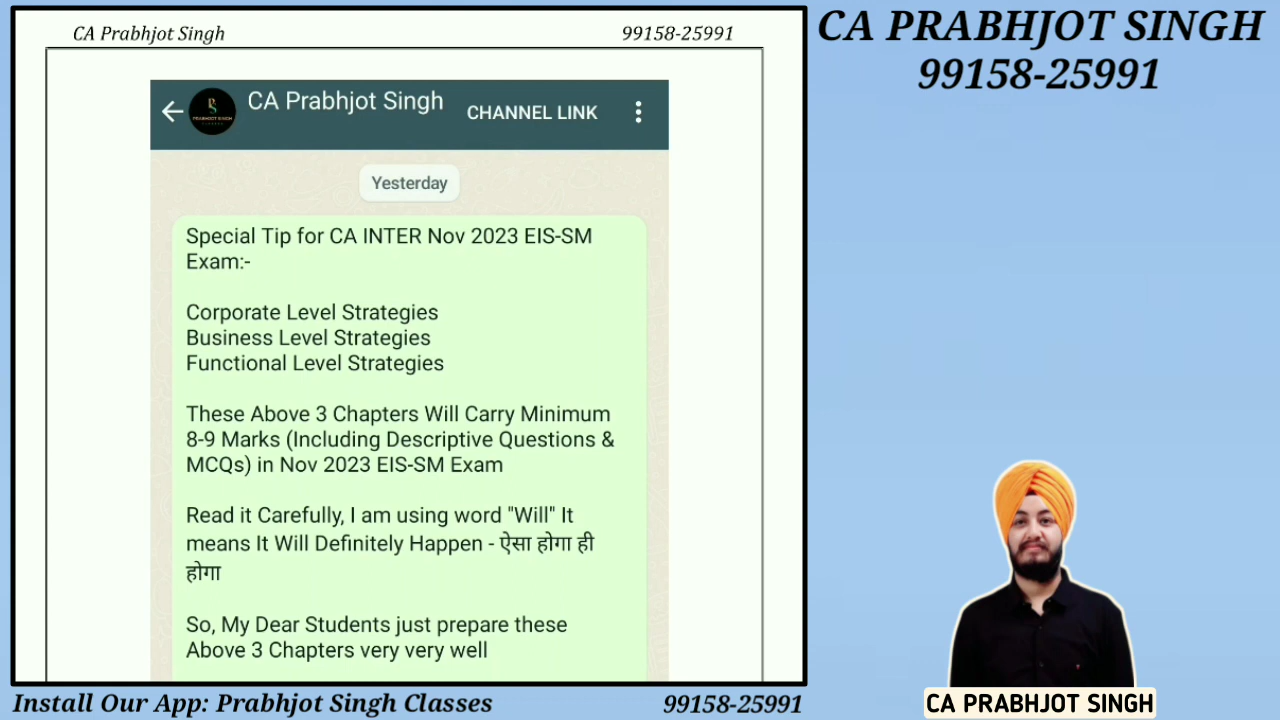 CA Prabhjot Singh
99158-25991
CA PRABHJOT SINGH
99158-25991
CA Prabhjot Singh
CHANNEL LINK
PRABHJOT SINGH
Yesterday
Special Tip for CA INTER Nov 2023 EIS-SM
Exam:-
Corporate Level Strategies
Business Level Strategies
Functional Level Strategies
These Above 3 Chapters Will Carry Minimum
8-9 Marks (Including Descriptive Questions &
MCQs) in Nov 2023 EIS-SM Exam
Read it Carefully, I am using word "Will" It
means It Will Definitely Happen - ऐसा होगा ही
होगा
So, My Dear Students just prepare these
Above 3 Chapters very very well
Install Our App: Prabhjot Singh Classes
99158-25991
CA PRABHJOT SINGH